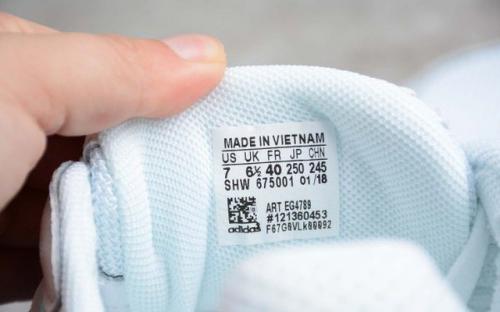 MADE IN VIETNAM
US UK FR JP CHN
7 6½ 40 250 245
SHW 675001 01/18
ART EG4789
#121360453
adidas F67G0VLk00092